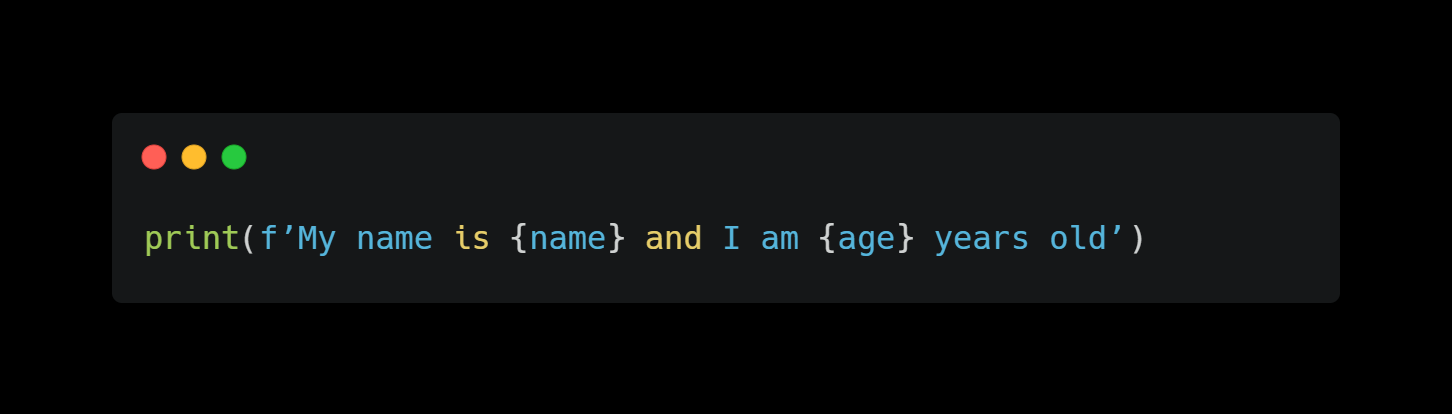 print(f’My name is {name} and I am {age} years old’)